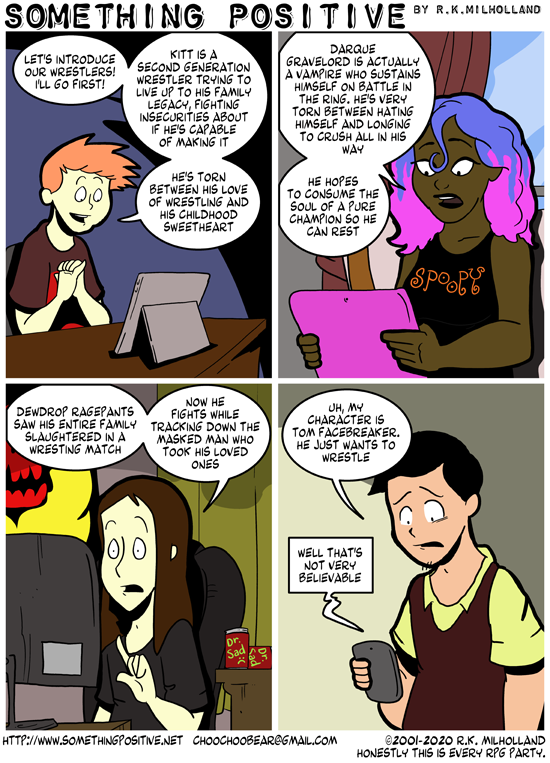 SOMETHING POSITIVE BY R.K.MILHOLLAND
LET'S INTRODUCE
OUR WRESTLERS!
I'LL GO FIRST!
KITT IS A
SECOND GENERATION
WRESTLER TRYING TO
LIVE UP TO HIS FAMILY
LEGACY, FIGHTING
INSECURITIES ABOUT
IF HE'S CAPABLE
OF MAKING IT
HE'S TORN
BETWEEN HIS LOVE
OF WRESTLING AND
HIS CHILDHOOD
SWEETHEART
DARQUE
GRAVELORD IS ACTUALLY
A VAMPIRE WHO SUSTAINS
HIMSELF ON BATTLE IN
THE RING. HE'S VERY
TORN BETWEEN HATING
HIMSELF AND LONGING
TO CRUSH ALL IN HIS
WAY
HE HOPES
TO CONSUME THE
SOUL OF A PURE
CHAMPION SO HE
CAN REST
SPOOPY
DEWDROP RAGEPANTS
SAW HIS ENTIRE FAMILY
SLAUGHTERED IN A
WRESTING MATCH
NOW HE
FIGHTS WHILE
TRACKING DOWN THE
MASKED MAN WHO
TOOK HIS LOVED
ONES
Dr.
Sad
Dr.
Sad
UH, MY
CHARACTER IS
TOM FACEBREAKER.
HE JUST WANTS TO
WRESTLE
WELL THAT'S
NOT VERY
BELIEVABLE
HTTP://WWW.SOMETHINGPOSITIVE.NET CHOOCHOOBEAR@GMAIL.COM ©2001-2020 R.K. MILHOLLAND
HONESTLY THIS IS EVERY RPG PARTY.